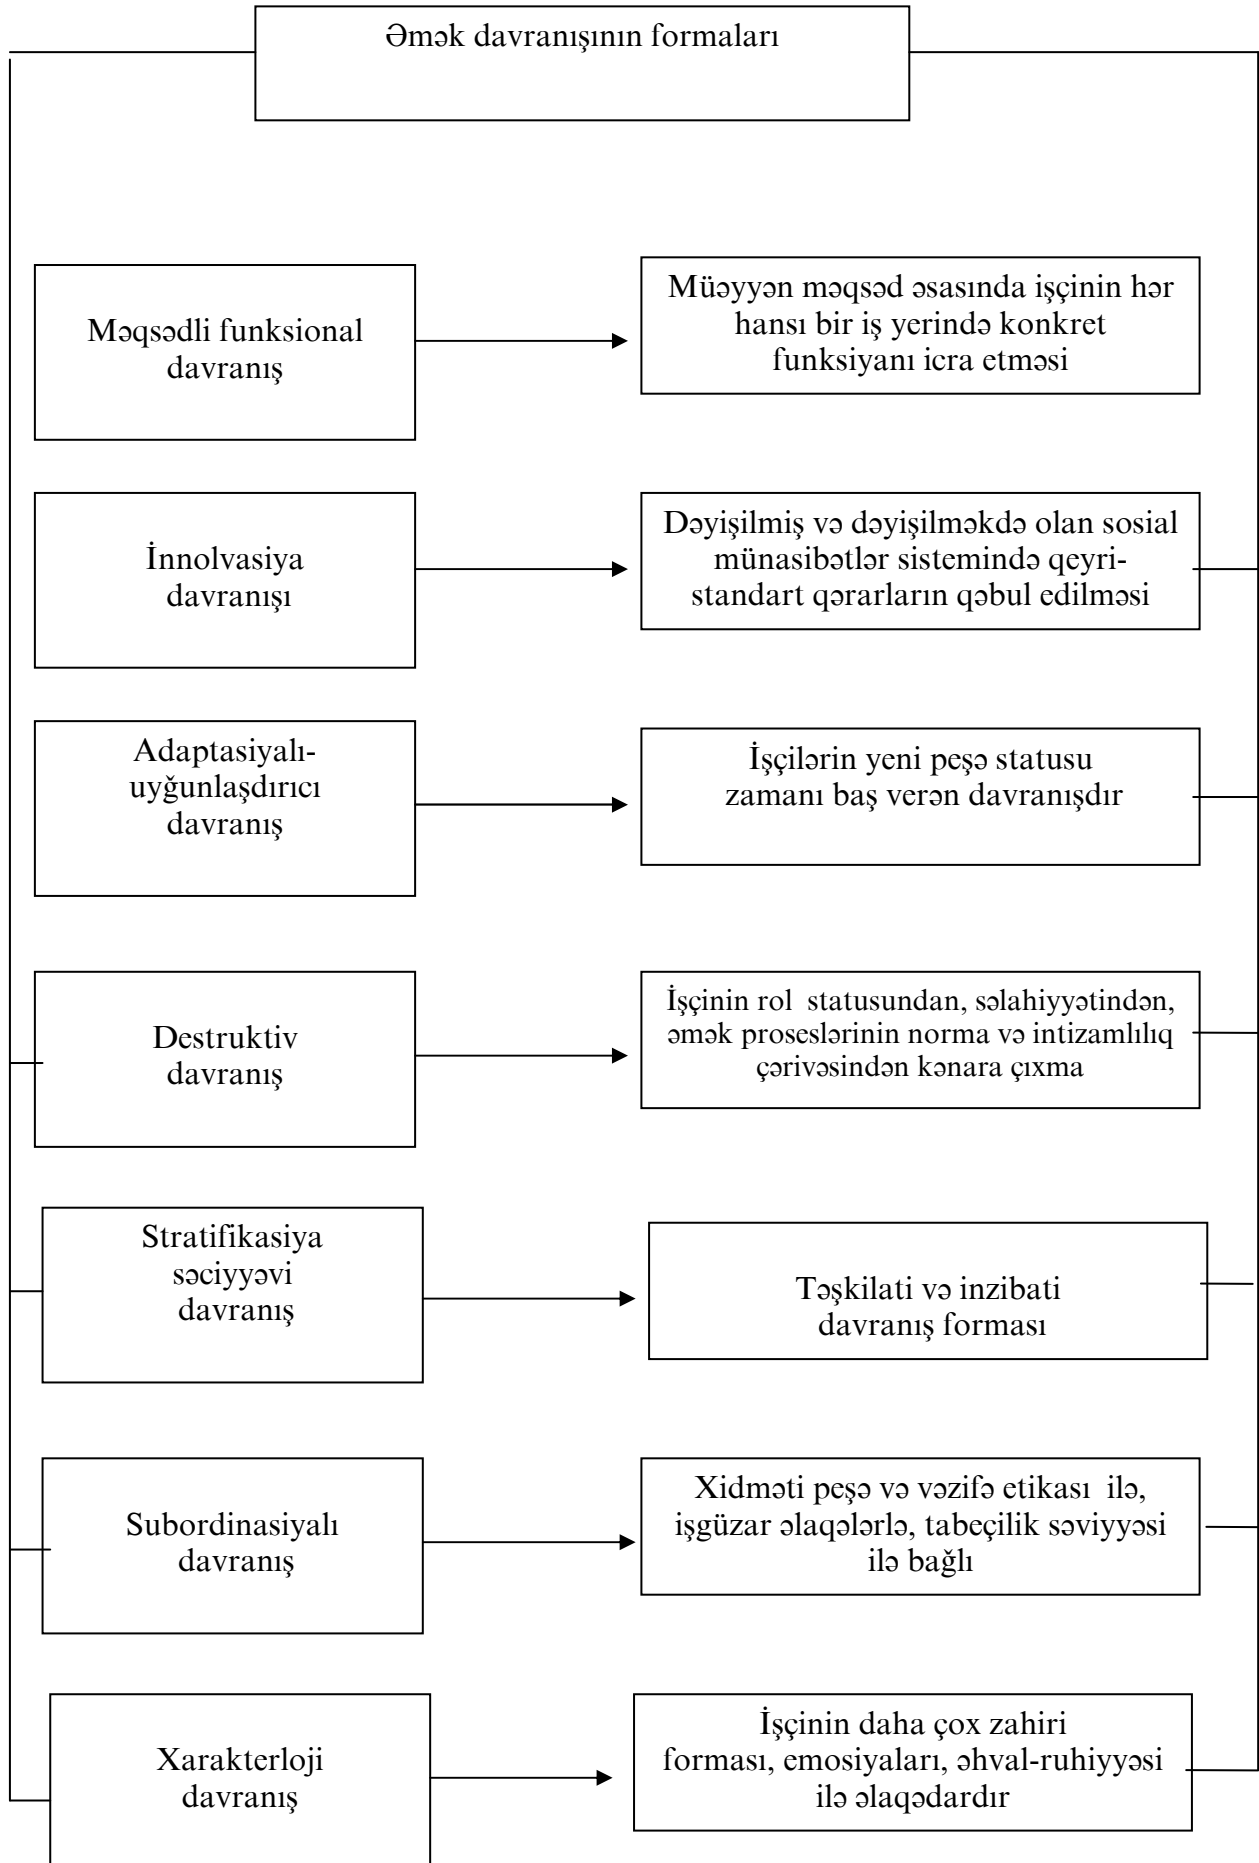 Əmək davranışının formaları
Məqsədli funksional
davranış
Müəyyən məqsəd əsasında işçinin hər
hansı bir iş yerində konkret
funksiyanı icra etməsi
İnnolvasiya
davranışı
Dəyişilmiş və dəyişilməkdə olan sosial
münasibətlər sistemində qeyri-
standart qərarların qəbul edilməsi
Adaptasiyalı-
uyğunlaşdırıcı
davranış
İşçilərin yeni peşə statusu
zamanı baş verən davranışdır
Destruktiv
davranış
İşçinin rol statusundan, səlahiyyətindən,
əmək proseslərinin norma və intizamlılıq
çərivəsindən kənara çıxma
Stratifikasiya
səciyyəvi
davranış
Təşkilati və inzibati
davranış forması
Subordinasiyalı
davranış
Xidməti peşə və vəzifə etikası ilə,
işgüzar əlaqələrlə, tabeçilik səviyyəsi
ilə bağlı
Xarakterloji
davranış
İşçinin daha çox zahiri
forması, emosiyaları, əhval-ruhiyyəsi
ilə əlaqədardır